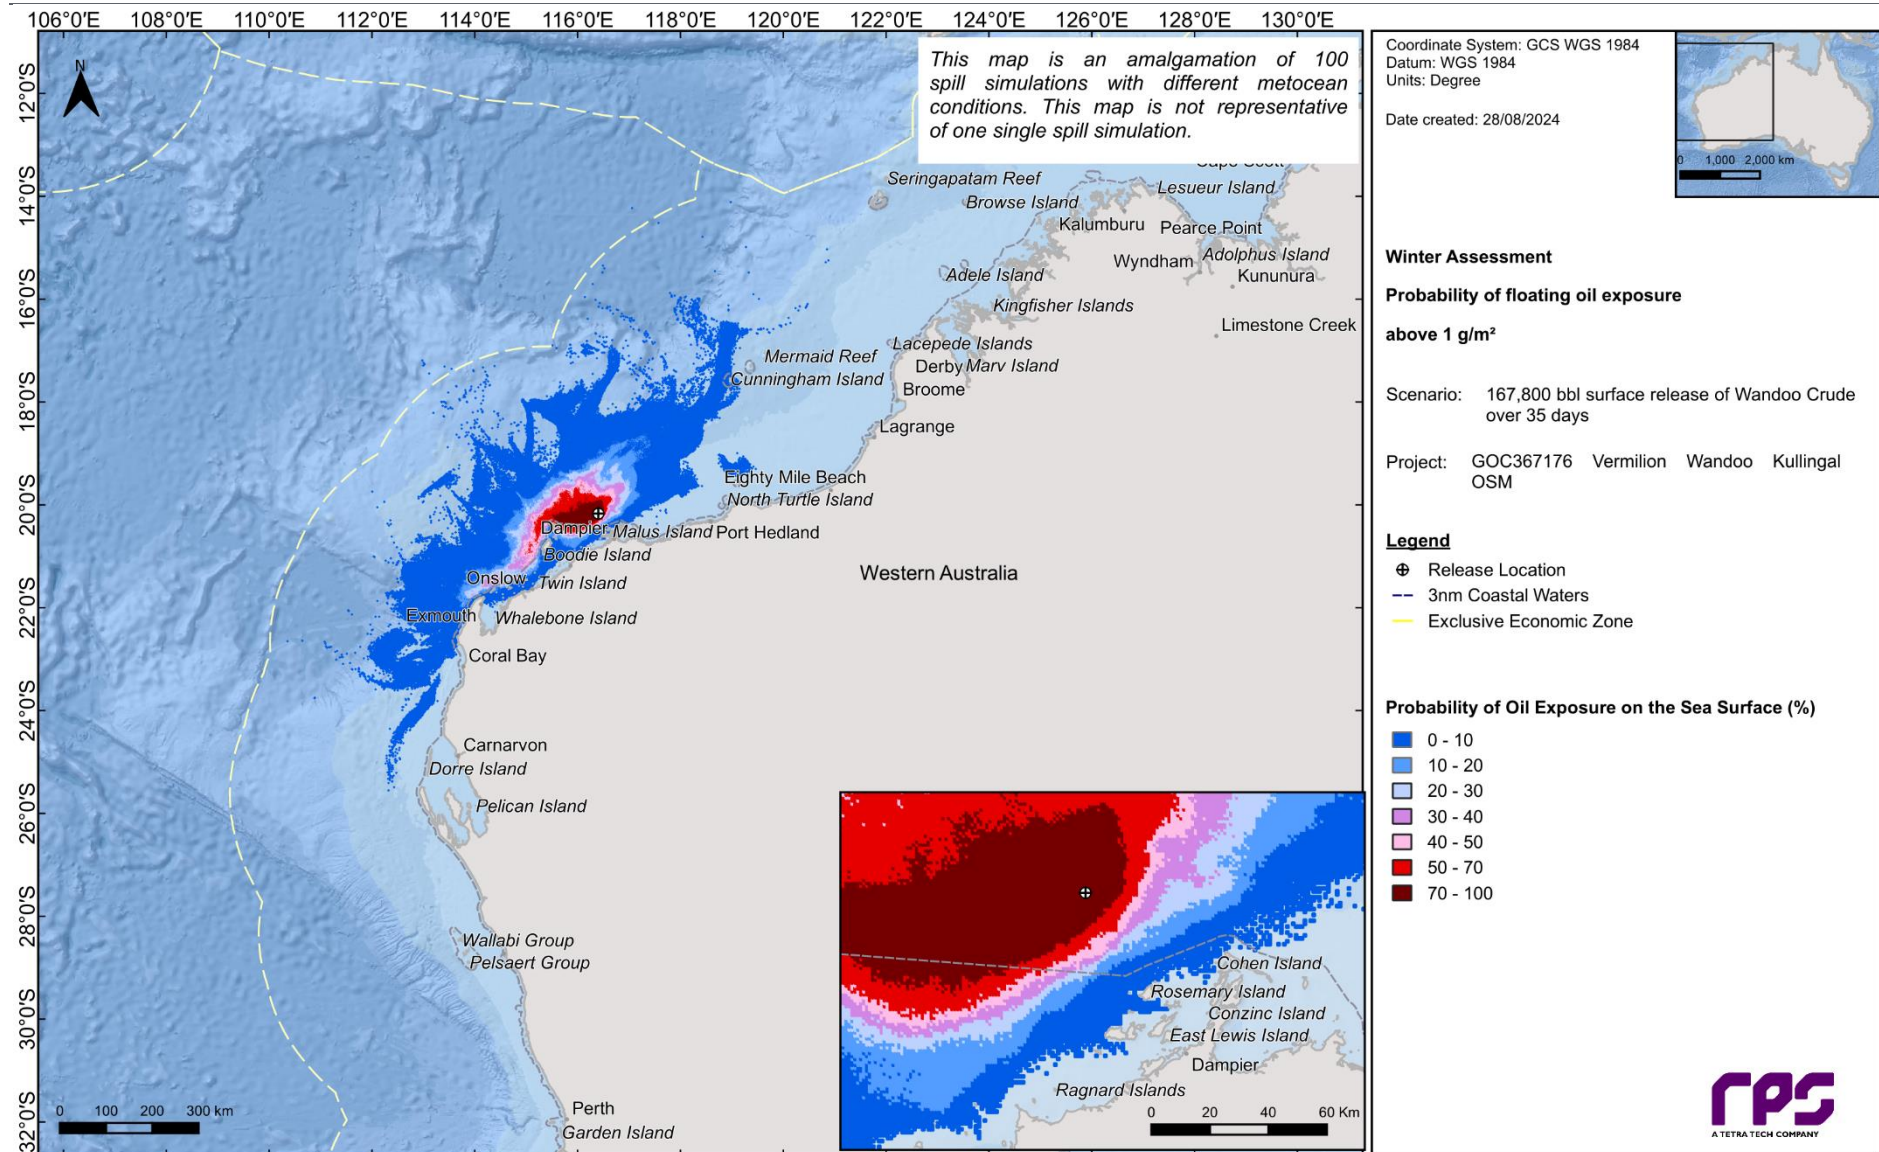 106°0'E 108°0'E 110°0'E 112°0'E 114°0'E 116°0'E 118°0'E 120°0'E 122°0'E 124°0'E 126°0'E 128°0'E 130°0'E
12°0'S
14°0'S
16°0'S
18°0'S
20°0'S
22°0'S
24°0'S
26°0'S
28°0'S
30°0'S
32°0'S
N
This map is an amalgamation of 100
spill simulations with different metocean
conditions. This map is not representative
of one single spill simulation.
Seringapatam Reef
Lesueur Island
Browse Island
Kalumburu
Pearce Point
Adolphus Island
Wyndham
Kununura
Adele Island
Kingfisher Islands
Limestone Creek
Lacepede Islands
Mermaid Reef
Derby
Marv Island
Cunningham Island
Broome
Lagrange
Eighty Mile Beach
North Turtle Island
Dampier
Malus Island
Port Hedland
Boodie Island
Western Australia
Onslow
Twin Island
Exmouth
Whalebone Island
Coral Bay
Carnarvon
Dorre Island
Pelican Island
Wallabi Group
Pelsaert Group
Perth
Garden Island
0 100 200 300 km
Cohen Island
Rosemary Island
Conzinc Island
East Lewis Island
Dampier
Ragnard Islands
0 20 40 60 Km
Coordinate System: GCS WGS 1984
Datum: WGS 1984
Units: Degree
Date created: 28/08/2024
0 1,000 2,000 km
Winter Assessment
Probability of floating oil exposure
above 1 g/m²
Scenario: 167,800 bbl surface release of Wandoo Crude
over 35 days
Project: GOC367176 Vermilion Wandoo Kullingal
OSM
Legend
Release Location
3nm Coastal Waters
Exclusive Economic Zone
Probability of Oil Exposure on the Sea Surface (%)
0 - 10
10 - 20
20 - 30
30 - 40
40 - 50
50 - 70
70 - 100
rps
A TETRA TECH COMPANY